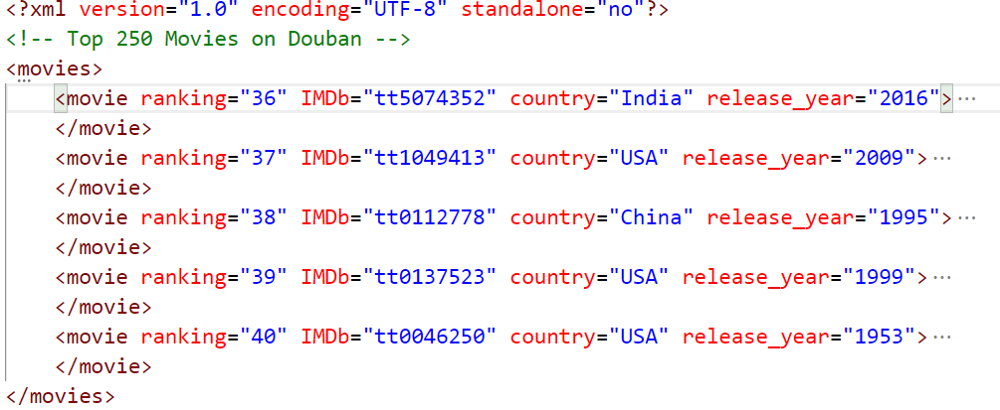 <?xml version="1.0" encoding="UTF-8" standalone="no"?>
<!-- Top 250 Movies on Douban -->
<movies>
    <movie ranking="36" IMDb="tt5074352" country="India" release_year="2016">···
    </movie>
    <movie ranking="37" IMDb="tt1049413" country="USA" release_year="2009">···
    </movie>
    <movie ranking="38" IMDb="tt0112778" country="China" release_year="1995">···
    </movie>
    <movie ranking="39" IMDb="tt0137523" country="USA" release_year="1999">···
    </movie>
    <movie ranking="40" IMDb="tt0046250" country="USA" release_year="1953">···
    </movie>
</movies>